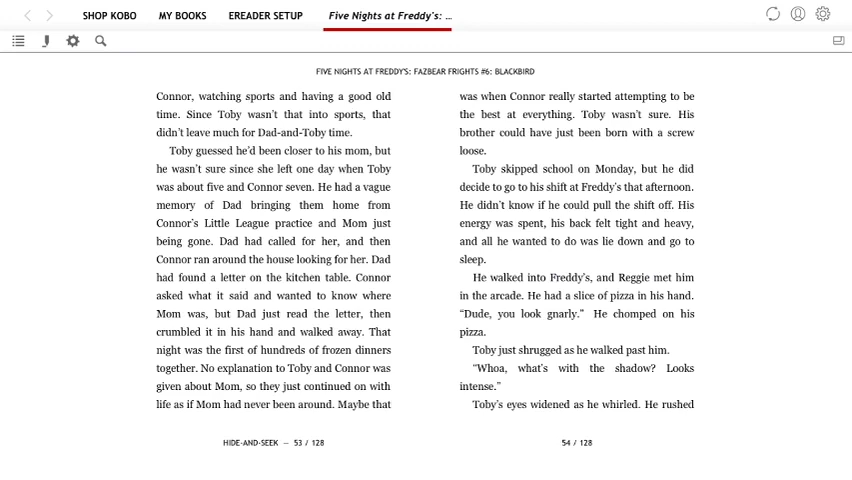 SHOP KOBO MY BOOKS EREADER SETUP Five Nights at Freddy's: ...
FIVE NIGHTS AT FREDDY'S: FAZBEAR FRIGHTS #6: BLACKBIRD
Connor, watching sports and having a good old
time. Since Toby wasn't that into sports, that
didn't leave much for Dad-and-Toby time.
Toby guessed he'd been closer to his mom, but
he wasn't sure since she left one day when Toby
was about five and Connor seven. He had a vague
memory of Dad bringing them home from
Connor's Little League practice and Mom just
being gone. Dad had called for her, and then
Connor ran around the house looking for her. Dad
had found a letter on the kitchen table. Connor
asked what it said and wanted to know where
Mom was, but Dad just read the letter, then
crumbled it in his hand and walked away. That
night was the first of hundreds of frozen dinners
together. No explanation to Toby and Connor was
given about Mom, so they just continued on with
life as if Mom had never been around. Maybe that
HIDE-AND-SEEK — 53 / 128
was when Connor really started attempting to be
the best at everything. Toby wasn't sure. His
brother could have just been born with a screw
loose.
Toby skipped school on Monday, but he did
decide to go to his shift at Freddy's that afternoon.
He didn't know if he could pull the shift off. His
energy was spent, his back felt tight and heavy,
and all he wanted to do was lie down and go to
sleep.
He walked into Freddy's, and Reggie met him
in the arcade. He had a slice of pizza in his hand.
"Dude, you look gnarly." He chomped on his
pizza.
Toby just shrugged as he walked past him.
"Whoa, what's with the shadow? Looks
intense."
Toby's eyes widened as he whirled. He rushed
54 / 128